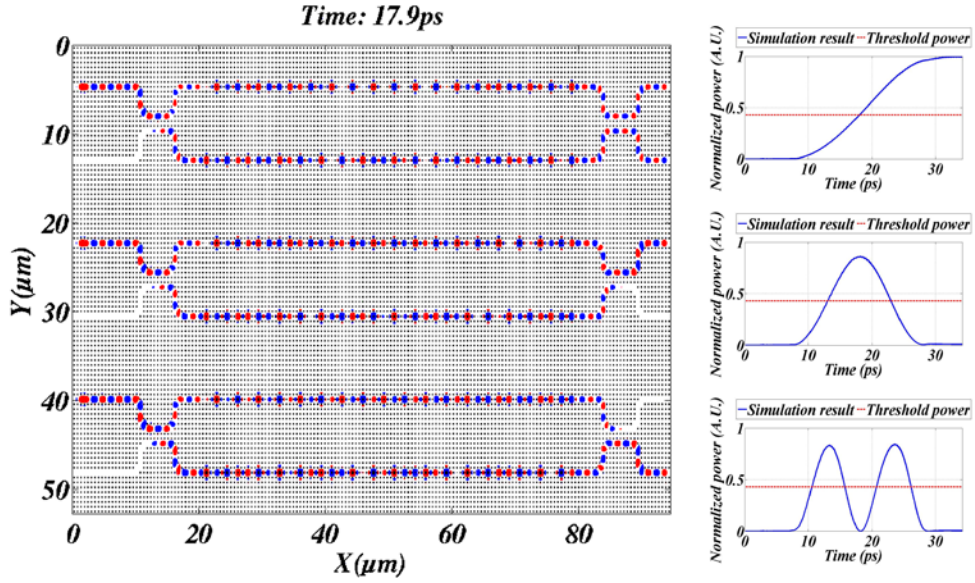 Time: 17.9ps
0
10
20
30
40
50
Y(μm)
0 20 40 60 80
X(μm)
Simulation result Threshold power
Normalized power (A.U.)
1
0.5
0
0 10 20 30
Time (ps)
Simulation result Threshold power
Normalized power (A.U.)
1
0.5
0
0 10 20 30
Time (ps)
Simulation result Threshold power
Normalized power (A.U.)
1
0.5
0
0 10 20 30
Time (ps)